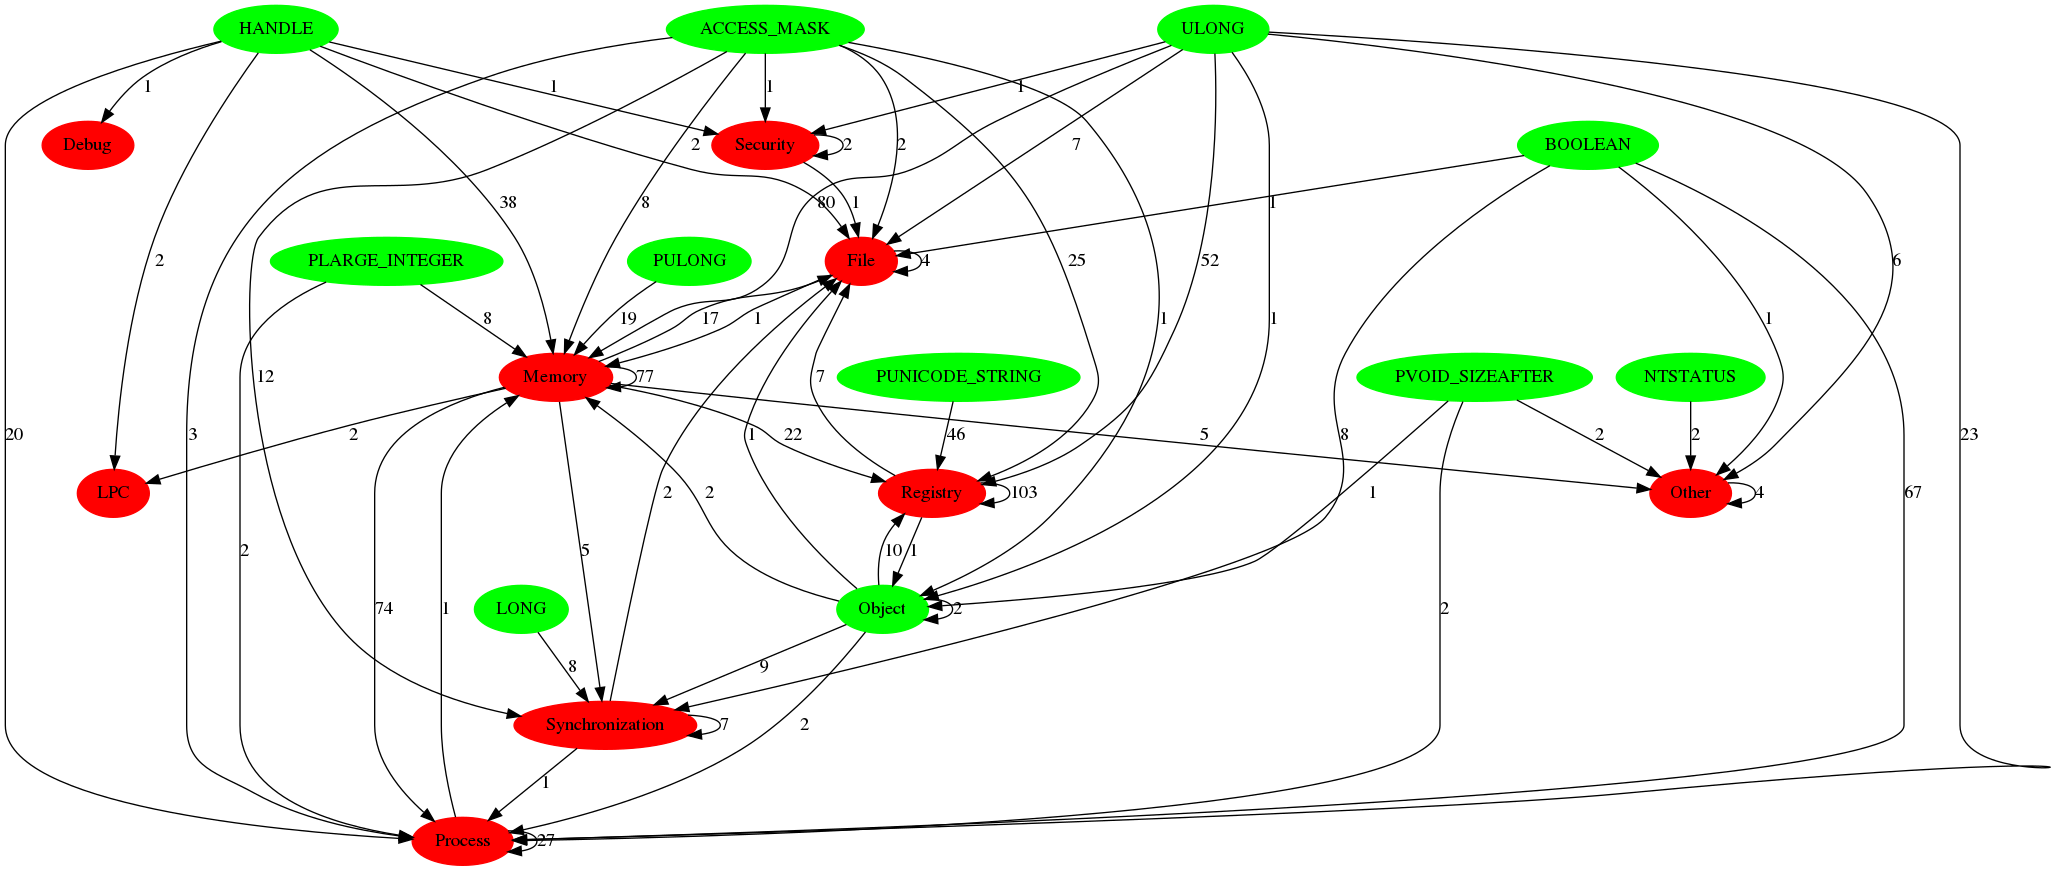 HANDLE
ACCESS_MASK
ULONG
1
1
1
1
Debug
2
Security
2
2
7
BOOLEAN
38
8
80
1
52
1
2
PLARGE_INTEGER
PULONG
File
4
25
6
8
19
17
1
7
1
1
1
12
Memory
77
PUNICODE_STRING
PVOID_SIZEAFTER
NTSTATUS
20
3
2
1
22
46
5
8
2
2
23
LPC
2
2
Registry
103
1
Other
4
67
2
5
10
1
74
1
LONG
Object
2
2
8
9
Synchronization
7
2
1
Process
27